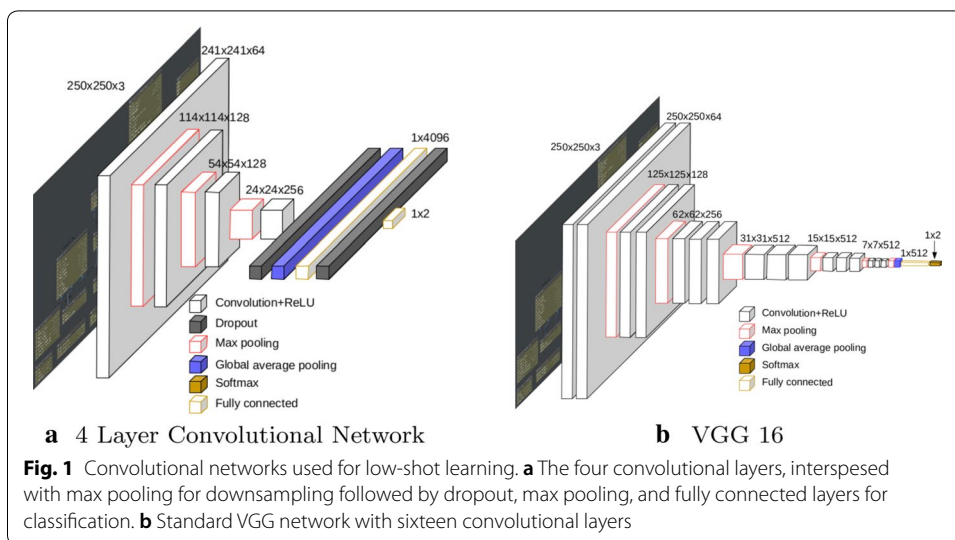 241x241x64
250x250x3
114x114x128
54x54x128
24x24x256
1x4096
1x2
Convolution+ReLU
Dropout
Max pooling
Global average pooling
Softmax
Fully connected
a 4 Layer Convolutional Network
250x250x64
250x250x3
125x125x128
62x62x256
31x31x512
15x15x512
7x7x512
1x512
1x2
Convolution+ReLU
Max pooling
Global average pooling
Softmax
Fully connected
b VGG 16
Fig. 1 Convolutional networks used for low-shot learning. a The four convolutional layers, interspesed
with max pooling for downsampling followed by dropout, max pooling, and fully connected layers for
classification. b Standard VGG network with sixteen convolutional layers